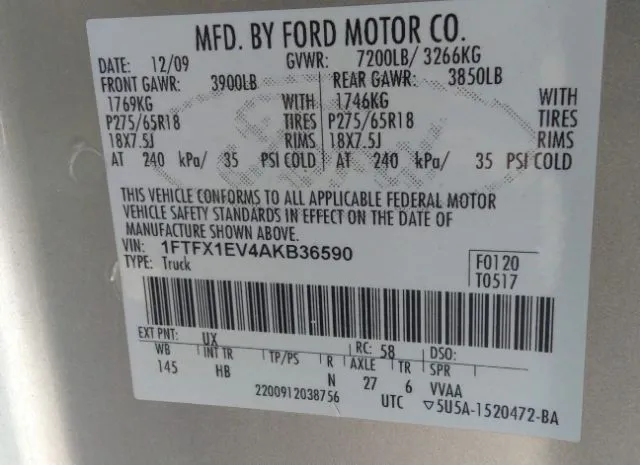 MFD. BY FORD MOTOR CO.
DATE: 12/09 GVWR: 7200LB/ 3266KG
FRONT GAWR: 3900LB REAR GAWR: 3850LB
1769KG WITH 1746KG WITH
P275/65R18 TIRES P275/65R18 TIRES
18X7.5J RIMS 18X7.5J RIMS
AT 240 kPa/ 35 PSI COLD AT 240 kPa/ 35 PSI COLD
THIS VEHICLE CONFORMS TO ALL APPLICABLE FEDERAL MOTOR
VEHICLE SAFETY STANDARDS IN EFFECT ON THE DATE OF
MANUFACTURE SHOWN ABOVE.
VIN: 1FTFX1EV4AKB36590
TYPE: Truck
F0120
T0517
EXT PNT: UX RC: 58 DSO:
WB INT TR TP/PS R AXLE TR SPR
145 HB N 27 6 VVAA
2200912038756 UTC ▽5U5A-1520472-BA